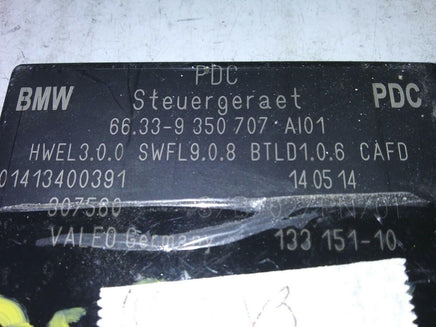 PDC
BMW Steuergeraet PDC
66.33-9 350 707 AI01
HWEL3.0.0 SWFL9.0.8 BTLD1.0.6 CAFD
01413400391 14.05.14
307560
VALEO Germany 133 151-10